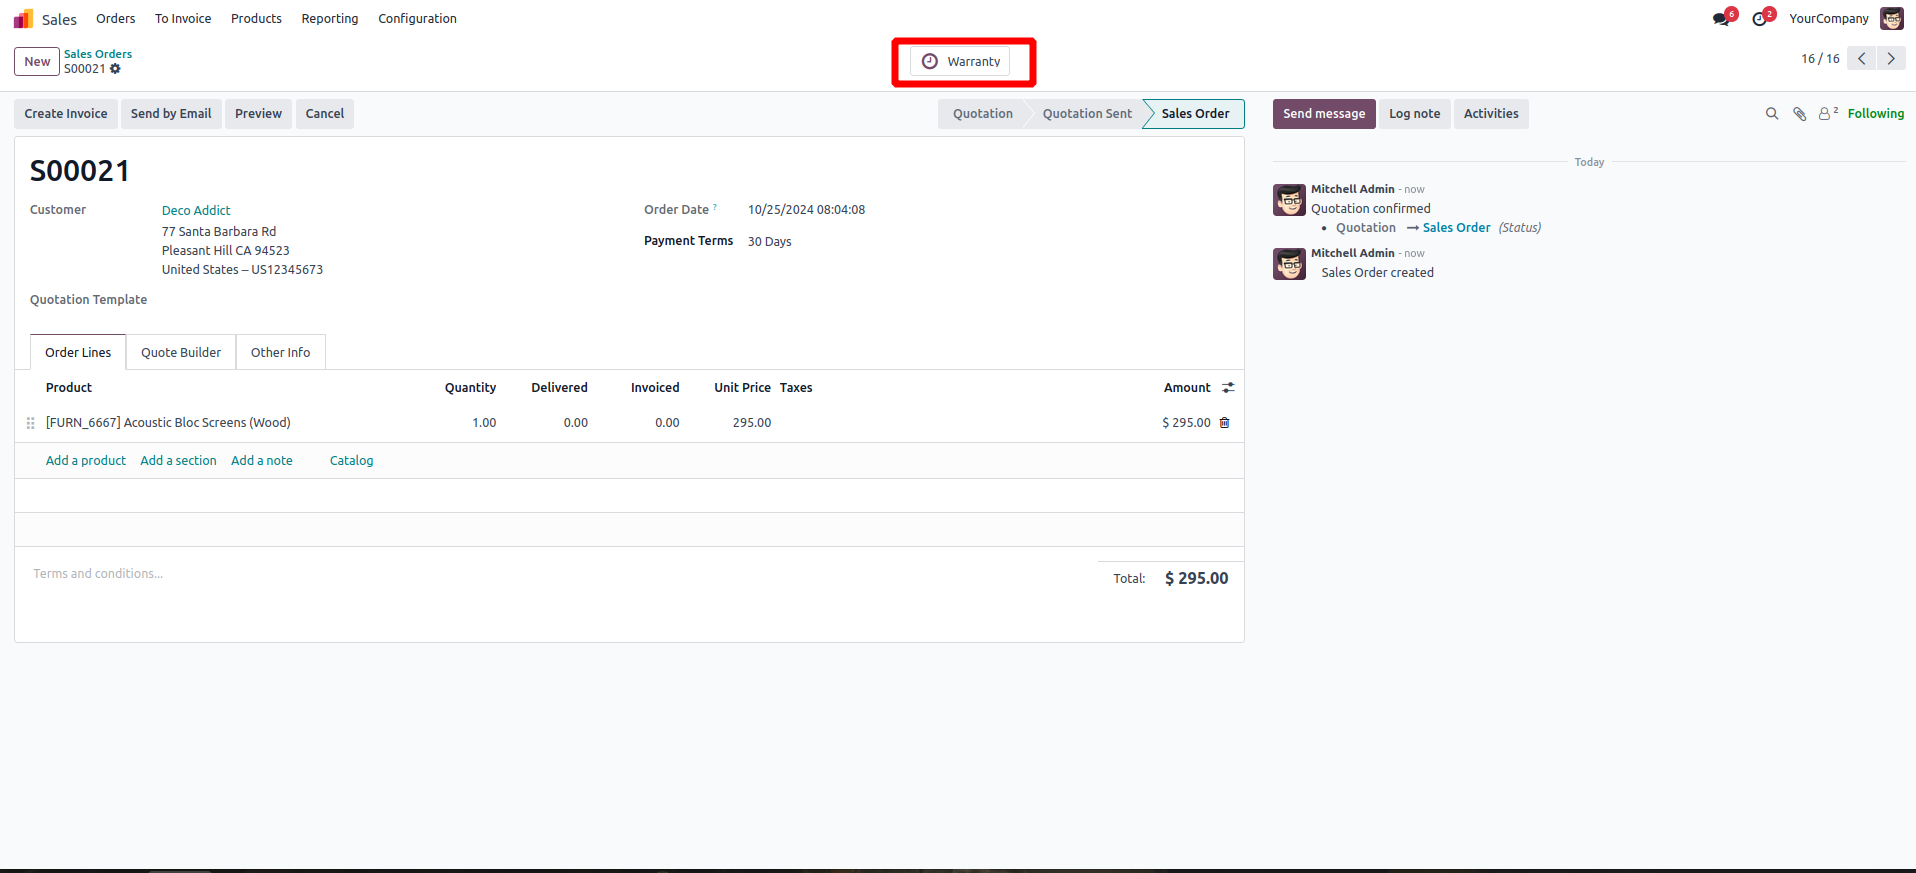 Sales Orders To Invoice Products Reporting Configuration 6 2 YourCompany
New Sales Orders
S00021
Warranty
16 / 16
Create Invoice Send by Email Preview Cancel
Quotation Quotation Sent Sales Order
Send message Log note Activities 2 Following
S00021
Customer
Deco Addict
77 Santa Barbara Rd
Pleasant Hill CA 94523
United States – US12345673
Order Date ? 10/25/2024 08:04:08
Payment Terms 30 Days
Quotation Template
Order Lines Quote Builder Other Info
Product Quantity Delivered Invoiced Unit Price Taxes Amount
[FURN_6667] Acoustic Bloc Screens (Wood) 1.00 0.00 0.00 295.00 $ 295.00
Add a product Add a section Add a note Catalog
Terms and conditions...
Total: $ 295.00
Today
Mitchell Admin - now
Quotation confirmed
• Quotation → Sales Order (Status)
Mitchell Admin - now
Sales Order created